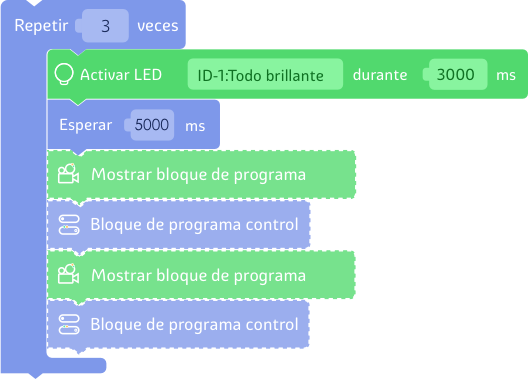 Repetir 3 veces
Activar LED ID-1:Todo brillante durante 3000 ms
Esperar 5000 ms
Mostrar bloque de programa
Bloque de programa control
Mostrar bloque de programa
Bloque de programa control